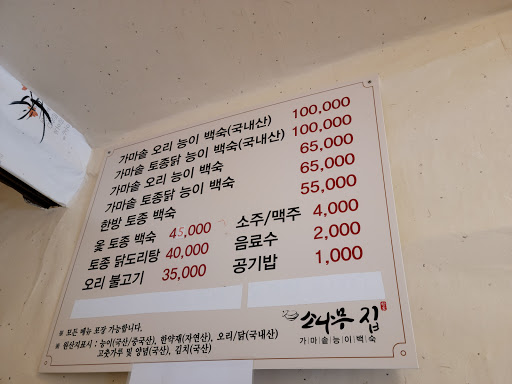 가마솥 오리 능이 백숙(국내산) 100,000
가마솥 토종닭 능이 백숙(국내산) 100,000
가마솥 오리 능이 백숙 65,000
가마솥 토종닭 능이 백숙 65,000
한방 토종 백숙 55,000
옻 토종 백숙 45,000 소주/맥주 4,000
토종 닭도리탕 40,000 음료수 2,000
오리 불고기 35,000 공기밥 1,000
※ 모든 메뉴 포장 가능합니다.
※ 원산지표시 : 능이(국산/중국산), 한약재(자연산), 오리/닭(국내산)
고춧가루 및 양념(국산), 김치(국산)
소나무집
가마솥능이백숙